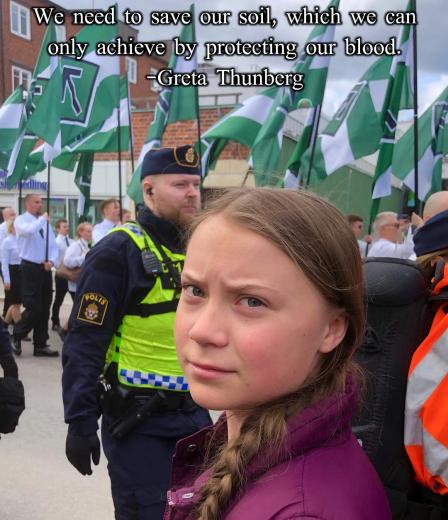 We need to save our soil, which we can
only achieve by protecting our blood.
-Greta Thunberg
POLIS